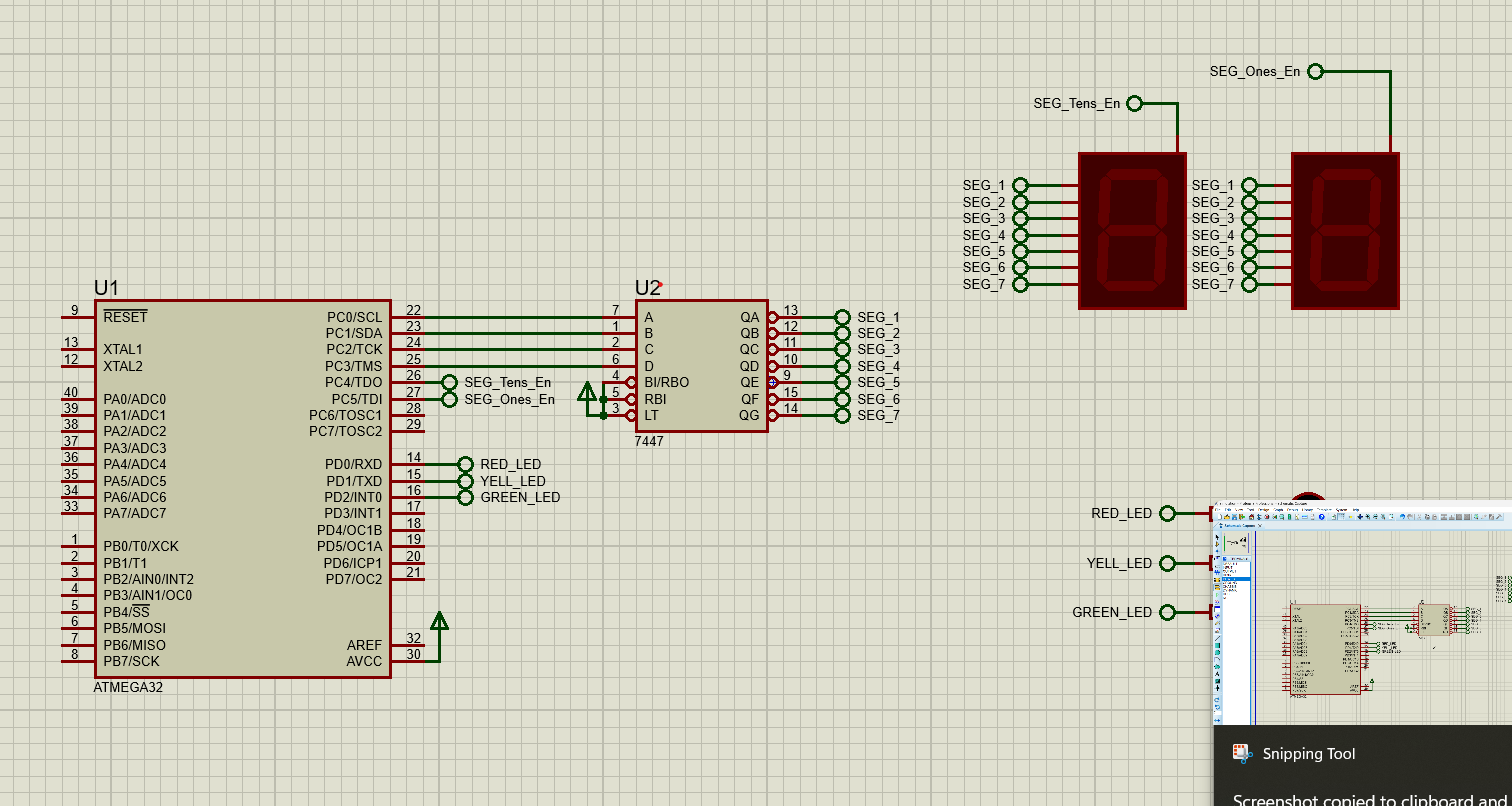 SEG_Ones_En
SEG_Tens_En
SEG_1
SEG_2
SEG_3
SEG_4
SEG_5
SEG_6
SEG_7
SEG_1
SEG_2
SEG_3
SEG_4
SEG_5
SEG_6
SEG_7
U1
9 RESET
13 XTAL1
12 XTAL2
40 PA0/ADC0
39 PA1/ADC1
38 PA2/ADC2
37 PA3/ADC3
36 PA4/ADC4
35 PA5/ADC5
34 PA6/ADC6
33 PA7/ADC7
1 PB0/T0/XCK
2 PB1/T1
3 PB2/AIN0/INT2
4 PB3/AIN1/OC0
5 PB4/SS
6 PB5/MOSI
7 PB6/MISO
8 PB7/SCK
PC0/SCL 22
PC1/SDA 23
PC2/TCK 24
PC3/TMS 25
PC4/TDO 26 SEG_Tens_En
PC5/TDI 27 SEG_Ones_En
PC6/TOSC1 28
PC7/TOSC2 29
PD0/RXD 14 RED_LED
PD1/TXD 15 YELL_LED
PD2/INT0 16 GREEN_LED
PD3/INT1 17
PD4/OC1B 18
PD5/OC1A 19
PD6/ICP1 20
PD7/OC2 21
AREF 32
AVCC 30
ATMEGA32
U2
7 A QA 13 SEG_1
1 B QB 12 SEG_2
2 C QC 11 SEG_3
6 D QD 10 SEG_4
4 BI/RBO QE 9 SEG_5
5 RBI QF 15 SEG_6
3 LT QG 14 SEG_7
7447
RED_LED
YELL_LED
GREEN_LED
Snipping Tool
Screenshot copied to clipboard and